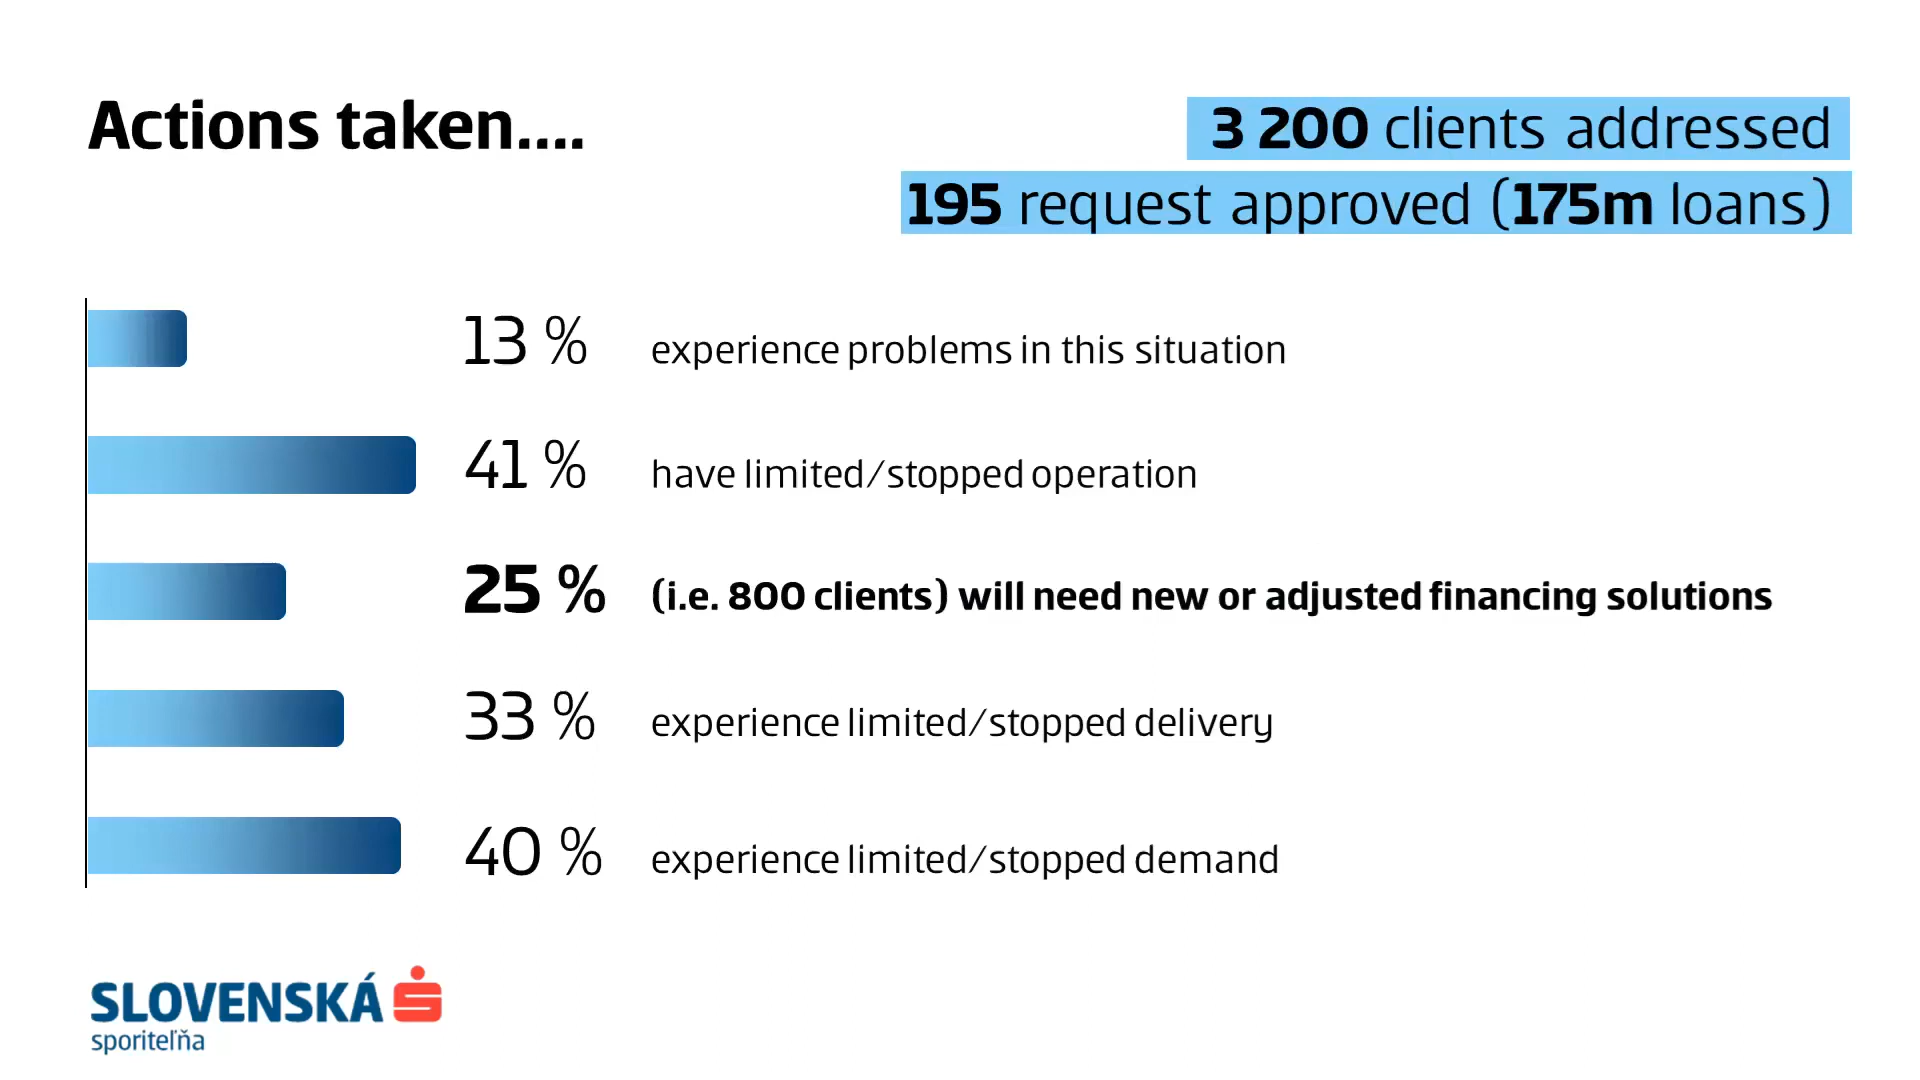 Actions taken....
3 200 clients addressed
195 request approved (175m loans)
13 % experience problems in this situation
41 % have limited/stopped operation
25 % (i.e. 800 clients) will need new or adjusted financing solutions
33 % experience limited/stopped delivery
40 % experience limited/stopped demand
SLOVENSKÁ
sporiteľňa